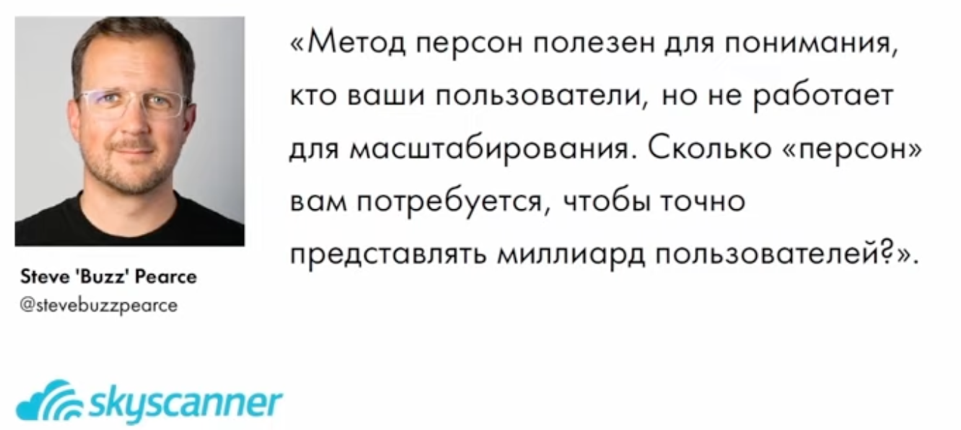 «Метод персон полезен для понимания,
кто ваши пользователи, но не работает
для масштабирования. Сколько «персон»
вам потребуется, чтобы точно
представлять миллиард пользователей?».
Steve 'Buzz' Pearce
@stevebuzzpearce
skyscanner